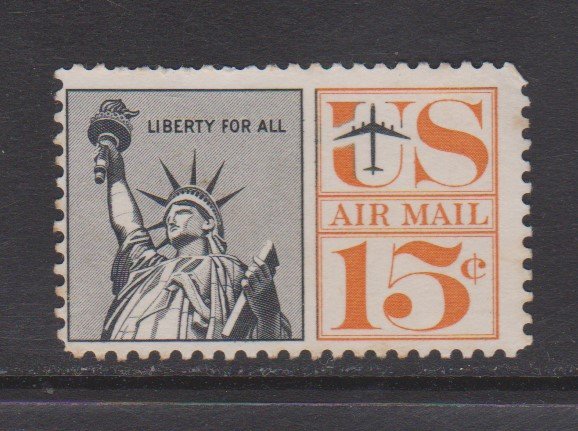 LIBERTY FOR ALL
US
AIR MAIL
15¢